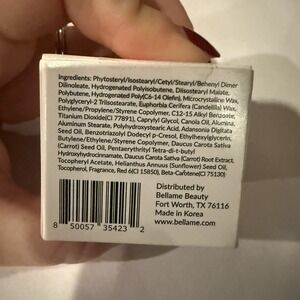 Ingredients: Phytosteryl/Isostearyl/Cetyl/Stearyl/Behenyl Dimer
Dilinoleate, Hydrogenated Polyisobutene, Diisostearyl Malate,
Polybutene, Hydrogenated Poly(C6-14 Olefin), Microcrystalline Wax,
Polyglyceryl-2 Triisostearate, Euphorbia Cerifera (Candelilla) Wax,
Ethylene/Propylene/Styrene Copolymer, C12-15 Alkyl Benzoate,
Titanium Dioxide(CI 77891), Caprylyl Glycol, Canola Oil, Alumina,
Aluminum Stearate, Polyhydroxystearic Acid, Adansonia Digitata
Seed Oil, Benzotriazolyl Dodecyl p-Cresol, Ethylhexylglycerin,
Butylene/Ethylene/Styrene Copolymer, Daucus Carota Sativa
(Carrot) Seed Oil, Pentaerythrityl Tetra-di-t-butyl
Hydroxyhydrocinnamate, Daucus Carota Sativa (Carrot) Root Extract,
Tocopheryl Acetate, Helianthus Annuus (Sunflower) Seed Oil,
Tocopherol, Fragrance, Red 6(CI 15850), Beta-Carotene(CI 75130)
Distributed by
Bellame Beauty
Fort Worth, TX 76116
Made in Korea
www.bellame.com
8 50057 35423 2